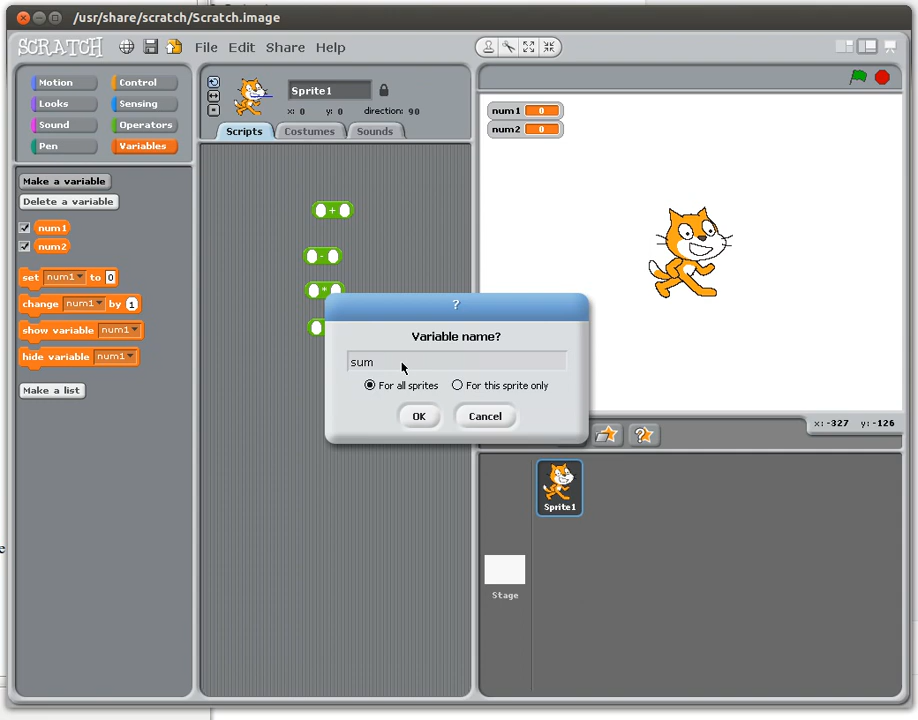 /usr/share/scratch/Scratch.image
SCRATCH File Edit Share Help
Motion Control
Looks Sensing
Sound Operators
Pen Variables
Make a variable
Delete a variable
num1
num2
set num1 to 0
change num1 by 1
show variable num1
hide variable num1
Make a list
Sprite1
x: 0 y: 0 direction: 90
Scripts Costumes Sounds
+
-
*
?
Variable name?
sum
For all sprites For this sprite only
OK Cancel
num1 0
num2 0
x: -327 y: -126
Sprite1
Stage